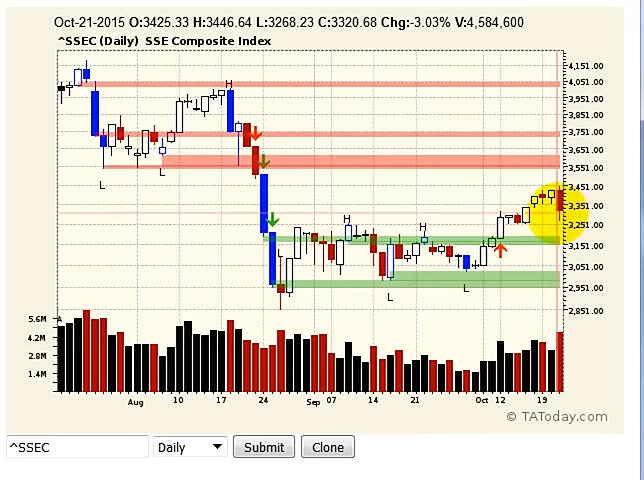 Oct-21-2015 O:3425.33 H:3446.64 L:3268.23 C:3320.68 Chg:-3.03% V:4,584,600
^SSEC (Daily) SSE Composite Index
4,151.00
4,051.00
3,951.00
3,851.00
3,751.00
3,651.00
3,551.00
3,451.00
3,351.00
3,251.00
3,151.00
3,051.00
2,951.00
2,851.00
H
L
L
H
H
L
L
5.6M
A
4.2M
2.8M
1.4M
Aug 10 17 24 Sep 07 14 21 Oct 12 19
© TAToday.com
^SSEC Daily Submit Clone